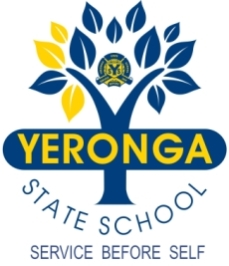 YERONGA
STATE SCHOOL
SERVICE BEFORE SELF